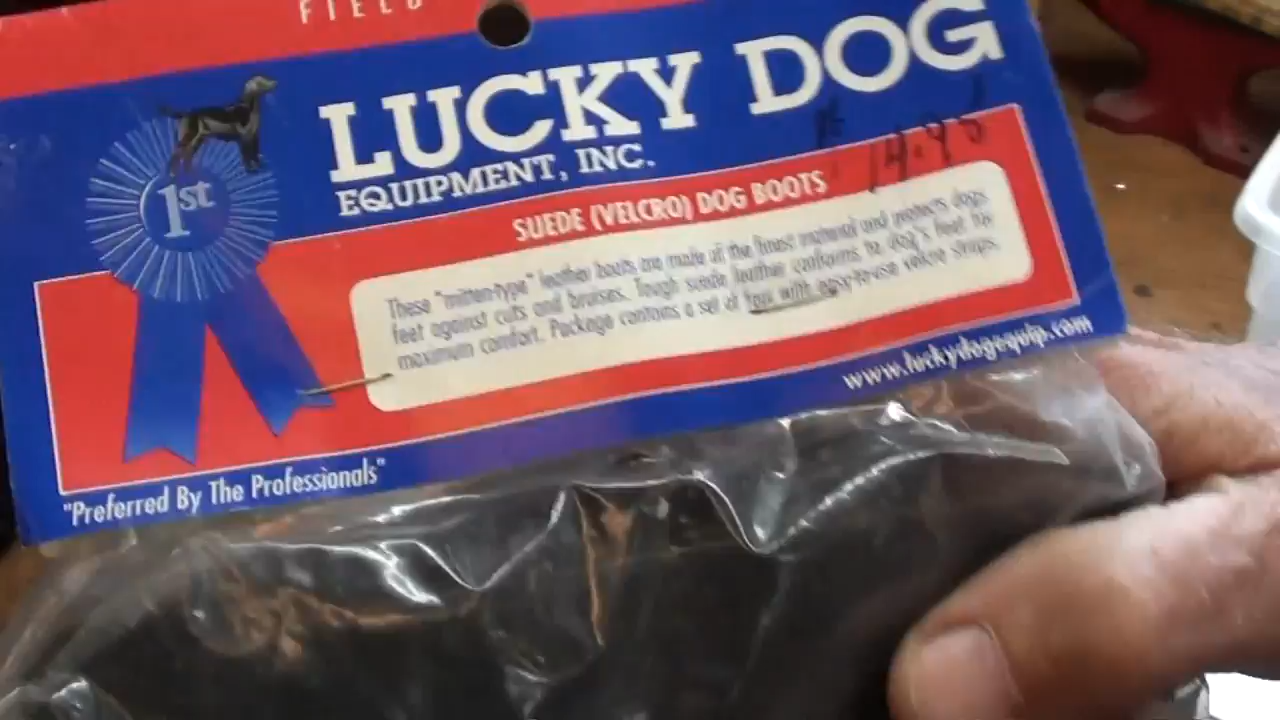 FIELD
LUCKY DOG
EQUIPMENT, INC.
1st
# 14.95
SUEDE (VELCRO) DOG BOOTS
These "mitten-type" leather boots are made of the finest material and protects dogs
feet against cuts and bruises. Tough suede leather conforms to dog's feet for
maximum comfort. Package contains a set of four with easy-to-use velcro straps.
www.luckydogequip.com
"Preferred By The Professionals"